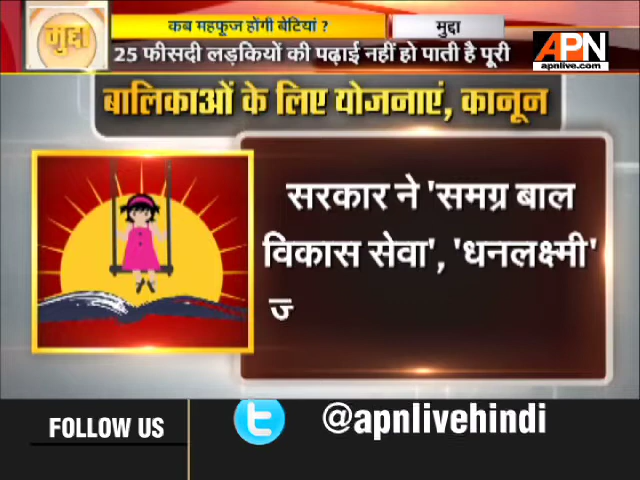 मुद्दा
कब महफूज होंगी बेटियां ?
मुद्दा
25 फीसदी लड़कियों की पढ़ाई नहीं हो पाती है पूरी
APN
apnlive.com
बालिकाओं के लिए योजनाएं, कानून
सरकार ने 'समग्र बाल
विकास सेवा', 'धनलक्ष्मी'
FOLLOW US
@apnlivehindi